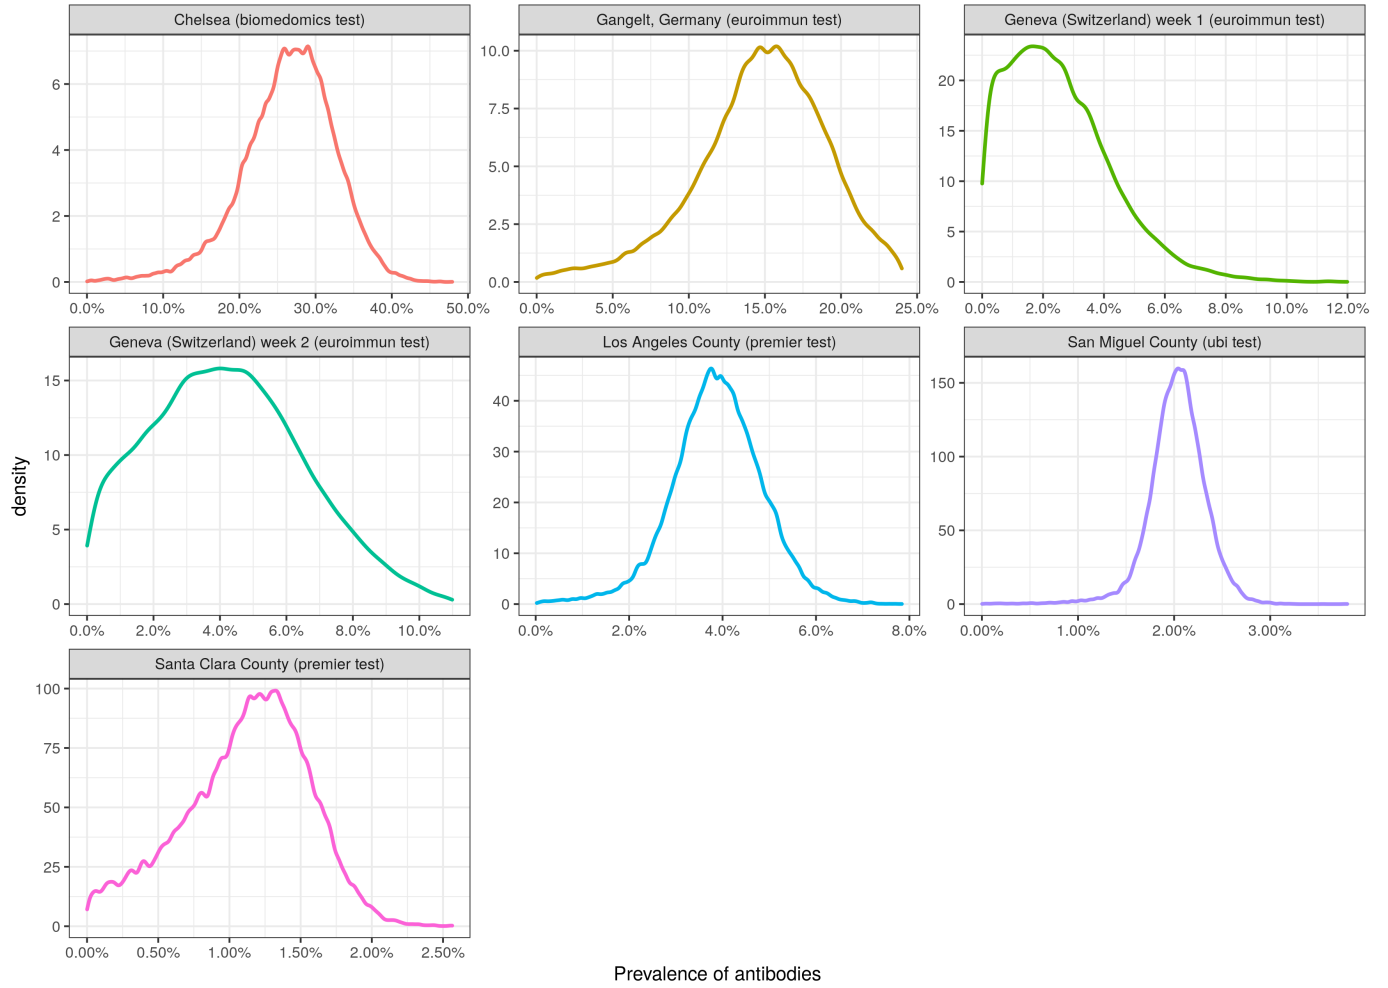 Chelsea (biomedomics test)
Gangelt, Germany (euroimmun test)
Geneva (Switzerland) week 1 (euroimmun test)
6
4
2
0
0.0% 10.0% 20.0% 30.0% 40.0% 50.0%
10.0
7.5
5.0
2.5
0.0
0.0% 5.0% 10.0% 15.0% 20.0% 25.0%
20
15
10
5
0
0.0% 2.0% 4.0% 6.0% 8.0% 10.0% 12.0%
Geneva (Switzerland) week 2 (euroimmun test)
Los Angeles County (premier test)
San Miguel County (ubi test)
15
10
5
0
0.0% 2.0% 4.0% 6.0% 8.0% 10.0%
40
30
20
10
0
0.0% 2.0% 4.0% 6.0% 8.0%
150
100
50
0
0.00% 1.00% 2.00% 3.00%
density
Santa Clara County (premier test)
100
75
50
25
0
0.00% 0.50% 1.00% 1.50% 2.00% 2.50%
Prevalence of antibodies